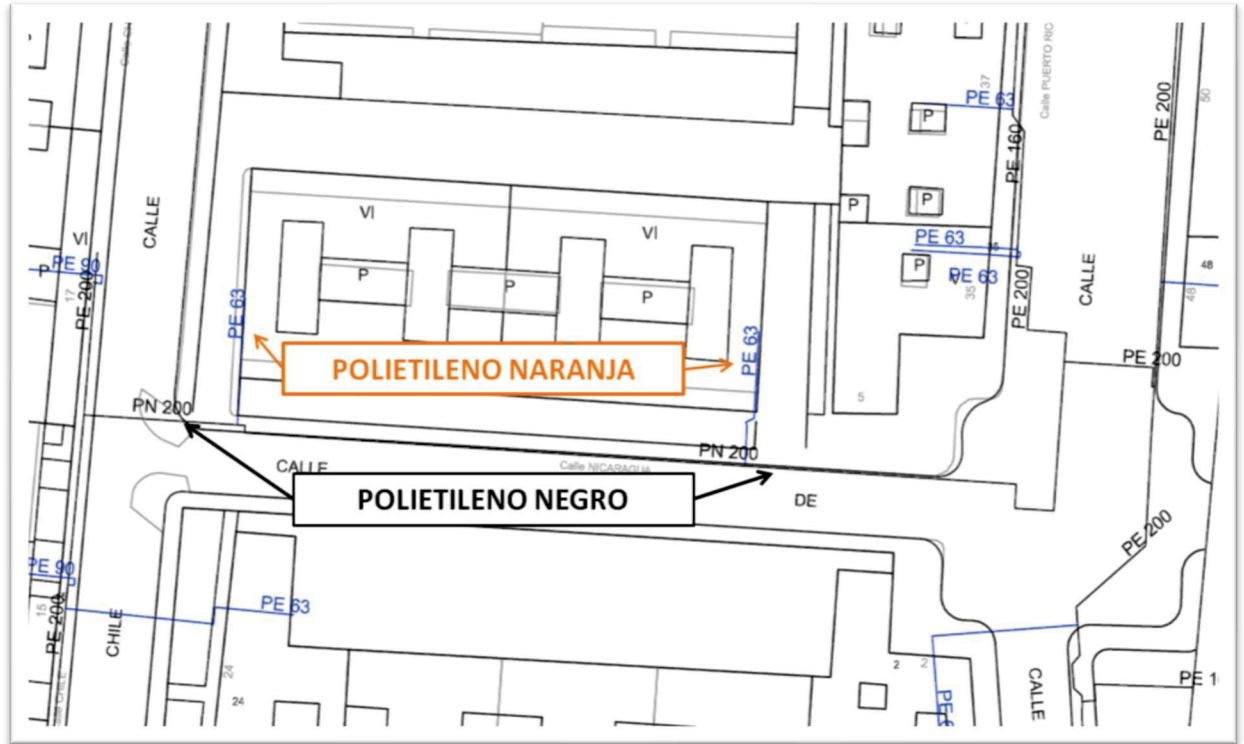 Calle PUERTO RIC
37
PE 63
50
PE 200
P
PE 160
CALLE
VI
VI
P
P
VI
PE 63
48
P
PE 90
P
CALLE
17
PE 200
P
P
P
PE 63
48
35
PE 200
PE 63
PE 63
PE 200
POLIETILENO NARANJA
5
PN 200
PN 200
CALLE
Calle NICARAGUA
POLIETILENO NEGRO
DE
PE 200
PE 90
15
PE 200
PE 63
CHILE
24
24
2
2
CALLE
PE 1